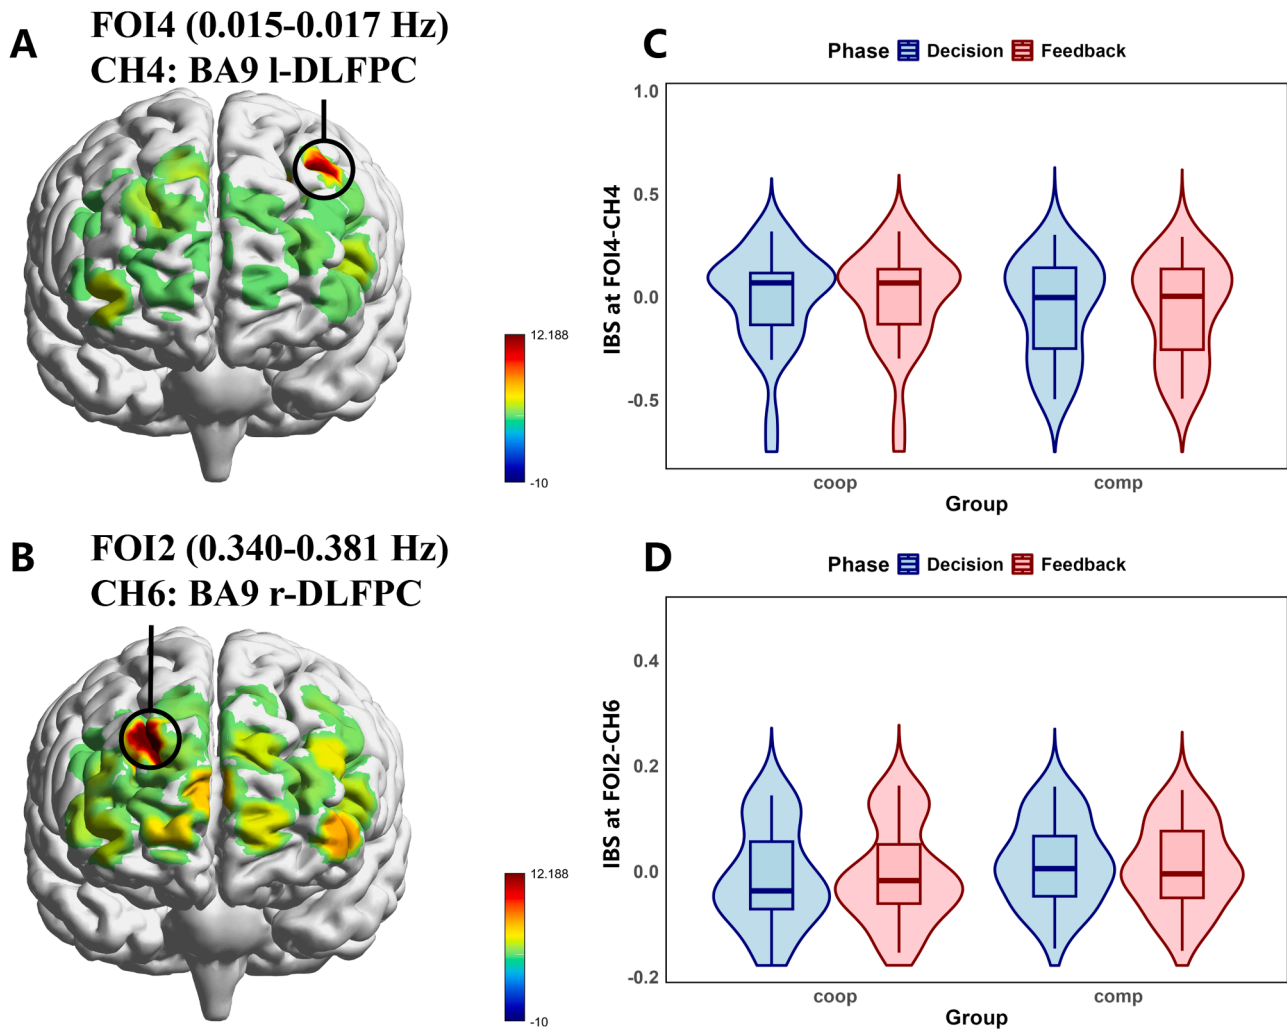 A
FOI4 (0.015-0.017 Hz)
CH4: BA9 l-DLFPC
12.188
-10
B
FOI2 (0.340-0.381 Hz)
CH6: BA9 r-DLFPC
12.188
-10
C
Phase Decision Feedback
IBS at FOI4-CH4
1.0
0.5
0.0
-0.5
coop comp
Group
D
Phase Decision Feedback
IBS at FOI2-CH6
0.4
0.2
0.0
-0.2
coop comp
Group